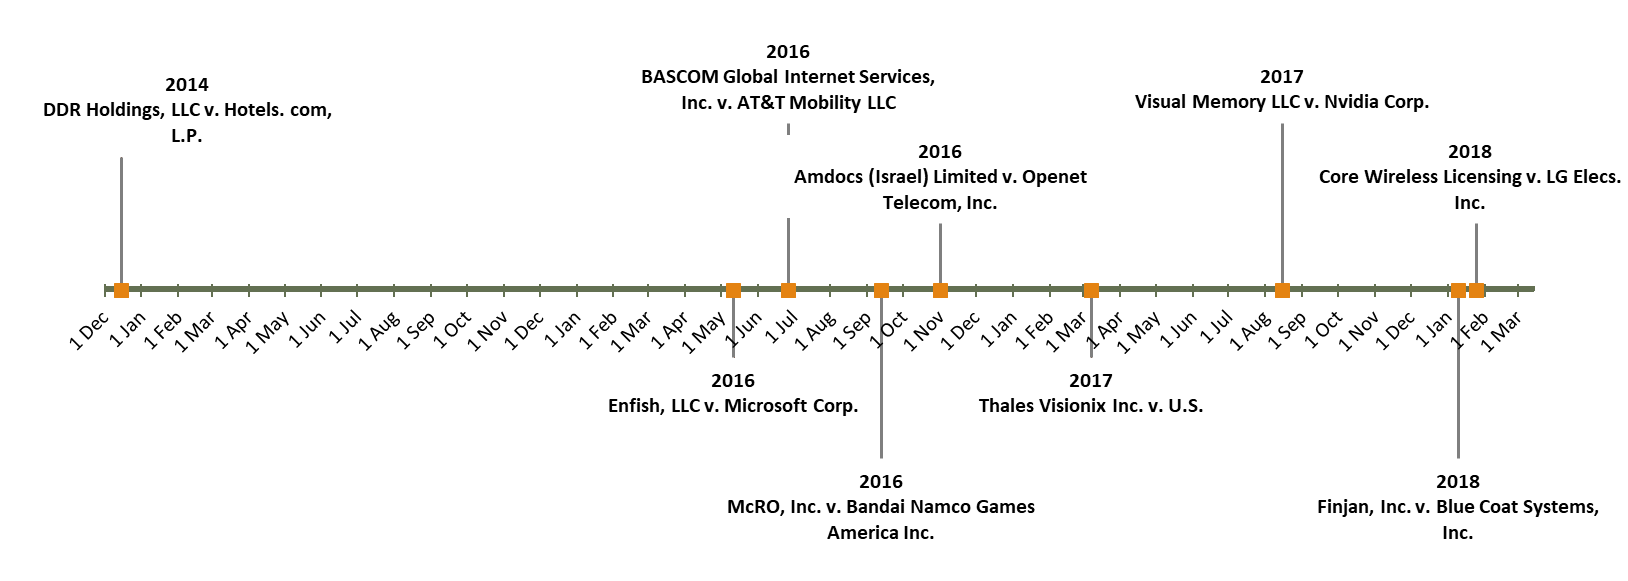 2016
BASCOM Global Internet Services,
Inc. v. AT&T Mobility LLC
2014
DDR Holdings, LLC v. Hotels. com,
L.P.
2017
Visual Memory LLC v. Nvidia Corp.
2016
Amdocs (Israel) Limited v. Openet
Telecom, Inc.
2018
Core Wireless Licensing v. LG Elecs.
Inc.
1 Dec
1 Jan
1 Feb
1 Mar
1 Apr
1 May
1 Jun
1 Jul
1 Aug
1 Sep
1 Oct
1 Nov
1 Dec
1 Jan
1 Feb
1 Mar
1 Apr
1 May
1 Jun
1 Jul
1 Aug
1 Sep
1 Oct
1 Nov
1 Dec
1 Jan
1 Feb
1 Mar
1 Apr
1 May
1 Jun
1 Jul
1 Aug
1 Sep
1 Oct
1 Nov
1 Dec
1 Jan
1 Feb
1 Mar
2016
Enfish, LLC v. Microsoft Corp.
2017
Thales Visionix Inc. v. U.S.
2016
McRO, Inc. v. Bandai Namco Games
America Inc.
2018
Finjan, Inc. v. Blue Coat Systems,
Inc.